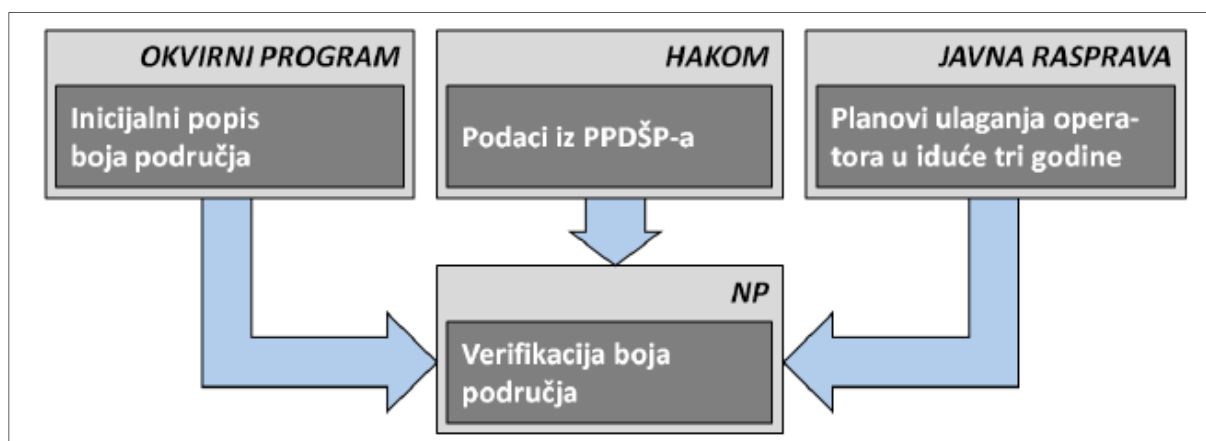 OKVIRNI PROGRAM
Inicijalni popis
boja područja
HAKOM
Podaci iz PPDŠP-a
JAVNA RASPRAVA
Planovi ulaganja opera-
tora u iduće tri godine
NP
Verifikacija boja
područja